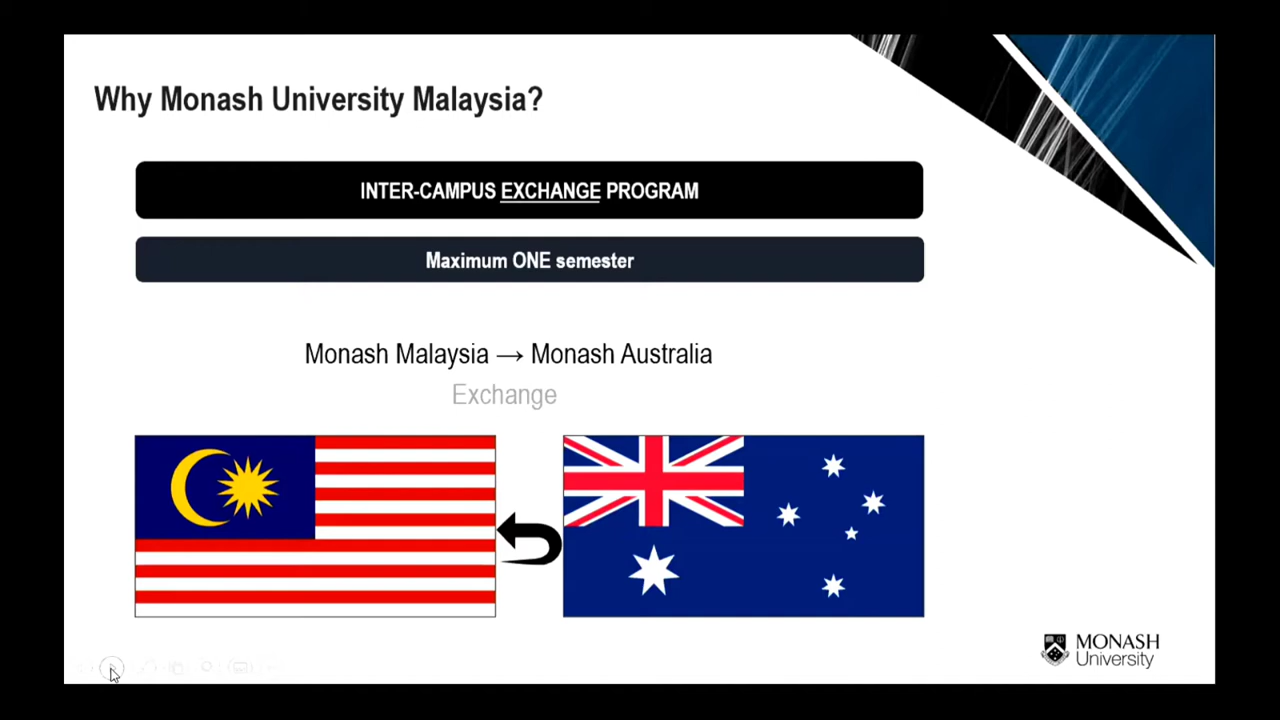 Why Monash University Malaysia?
INTER-CAMPUS EXCHANGE PROGRAM
Maximum ONE semester
Monash Malaysia → Monash Australia
Exchange
MONASH
University